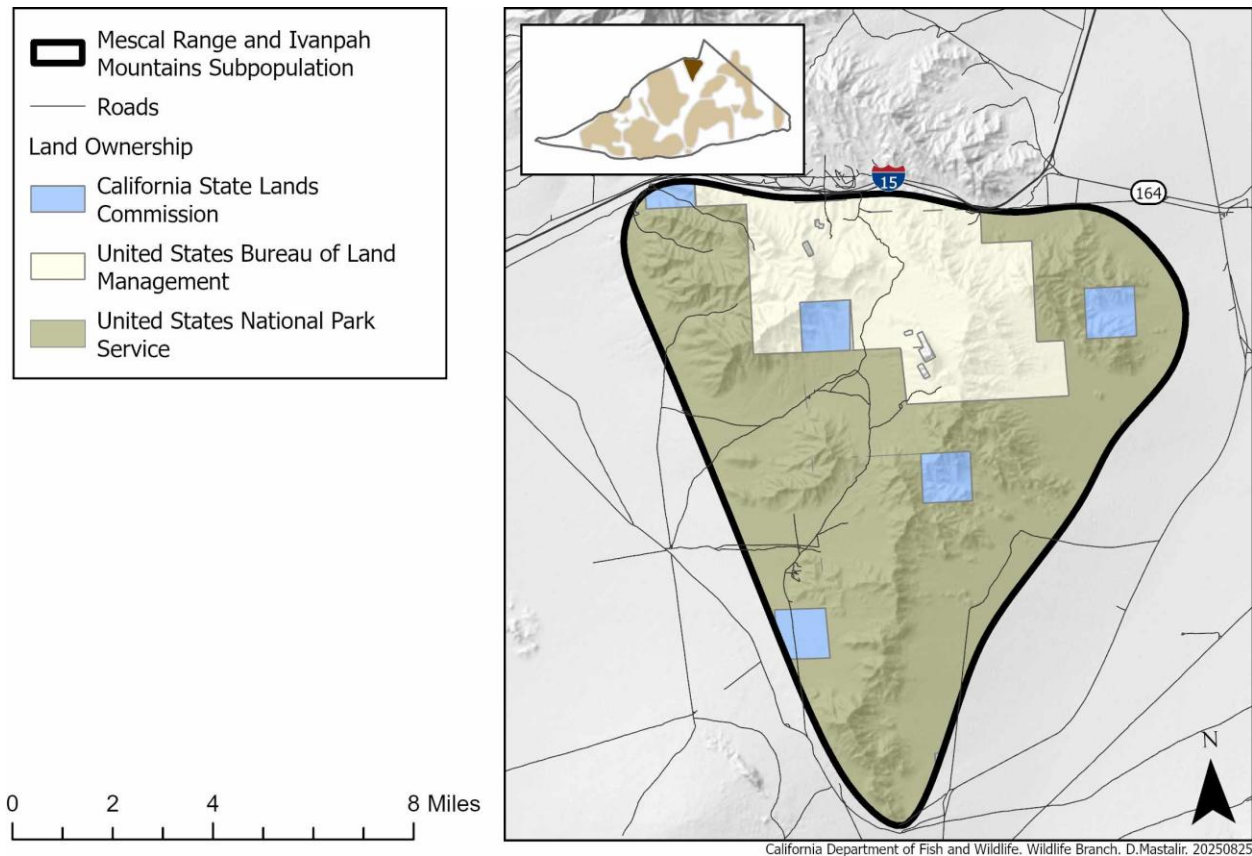 Mescal Range and Ivanpah
Mountains Subpopulation
Roads
Land Ownership
California State Lands
Commission
United States Bureau of Land
Management
United States National Park
Service
0 2 4 8 Miles
15
164
N
California Department of Fish and Wildlife. Wildlife Branch. D.Mastalir. 20250825